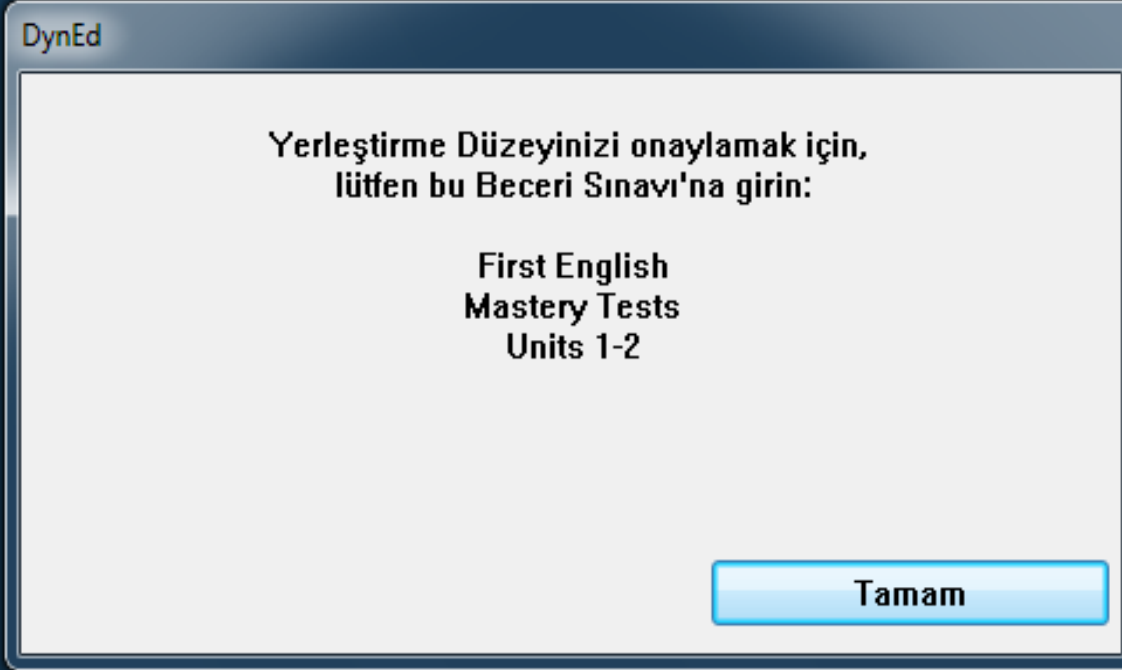 DynEd
Yerleştirme Düzeyinizi onaylamak için,
lütfen bu Beceri Sınavı'na girin:
First English
Mastery Tests
Units 1-2
Tamam